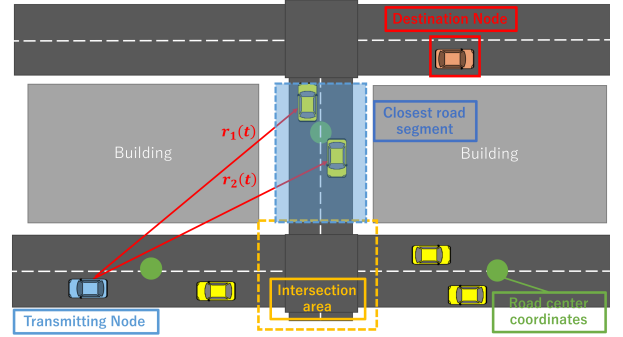 Destination Node
Closest road
segment
r₁(t)
Building
Building
r₂(t)
Intersection
area
Road center
coordinates
Transmitting Node